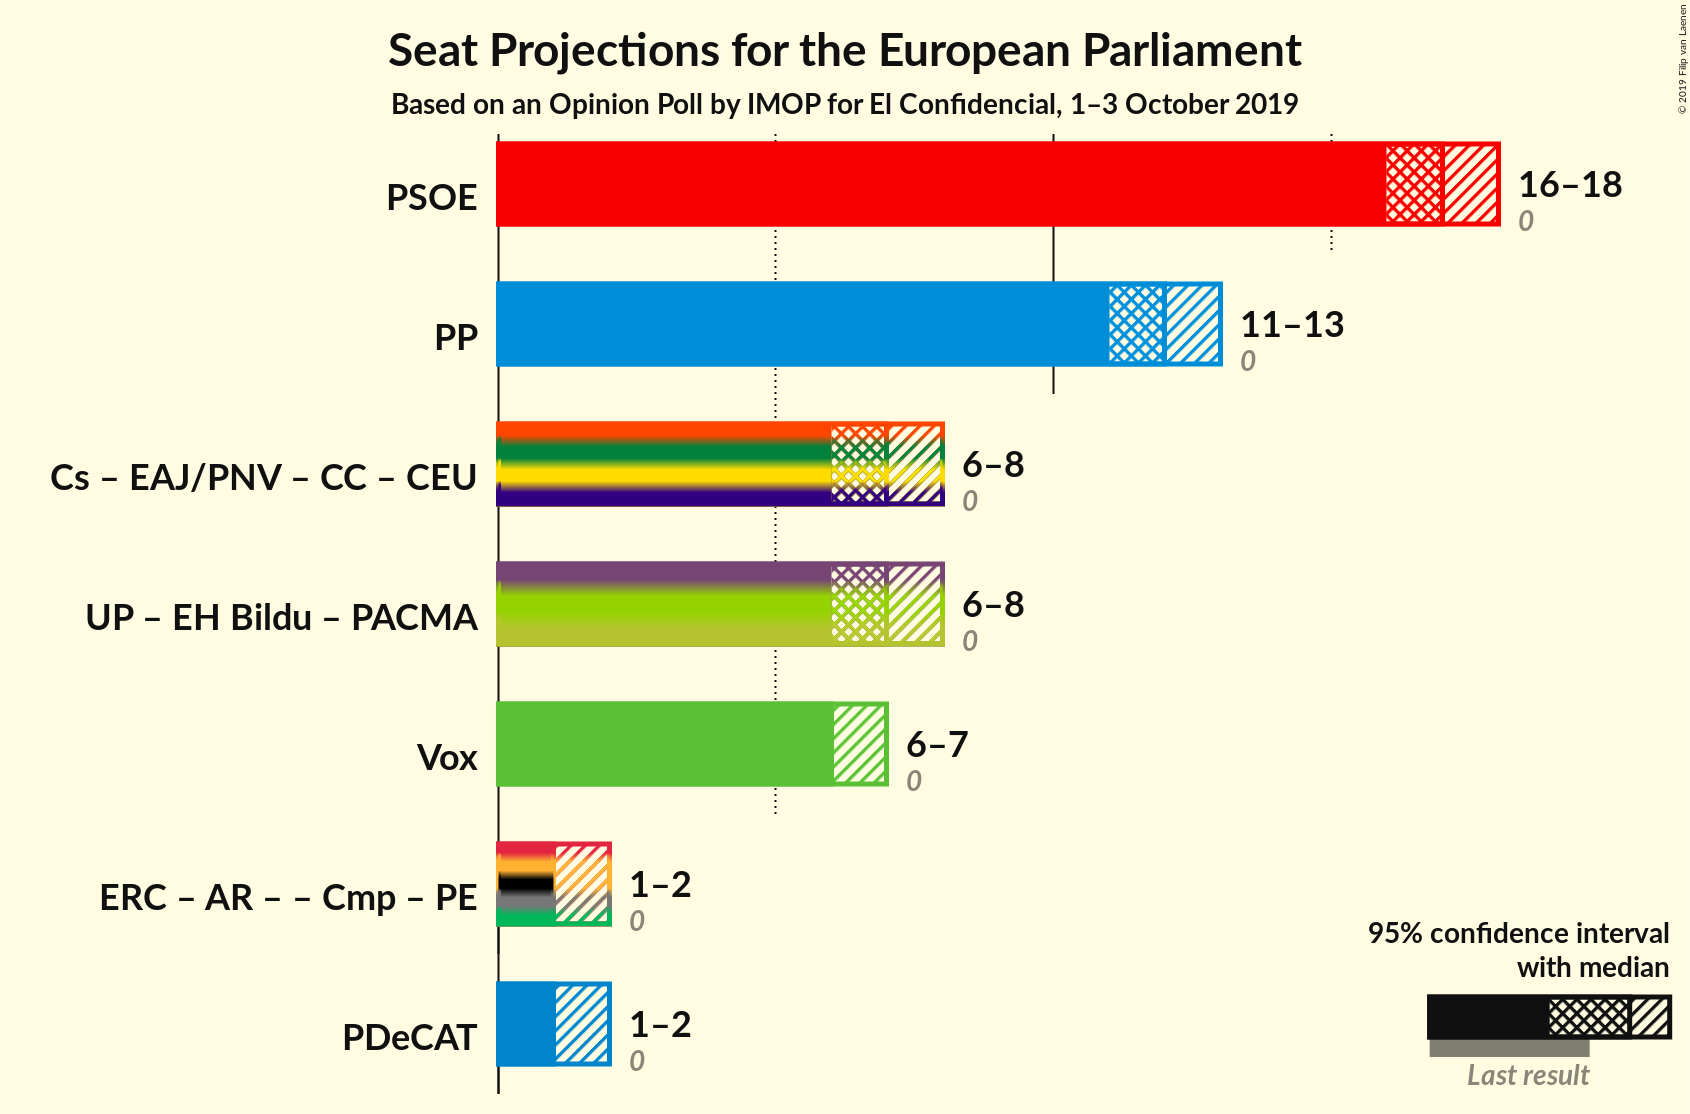 Seat Projections for the European Parliament
Based on an Opinion Poll by IMOP for El Confidencial, 1–3 October 2019
© 2019 Filip van Laenen
PSOE
16–18
0
PP
11–13
0
Cs – EAJ/PNV – CC – CEU
6–8
0
UP – EH Bildu – PACMA
6–8
0
Vox
6–7
0
ERC – AR – – Cmp – PE
1–2
0
PDeCAT
1–2
0
95% confidence interval
with median
Last result